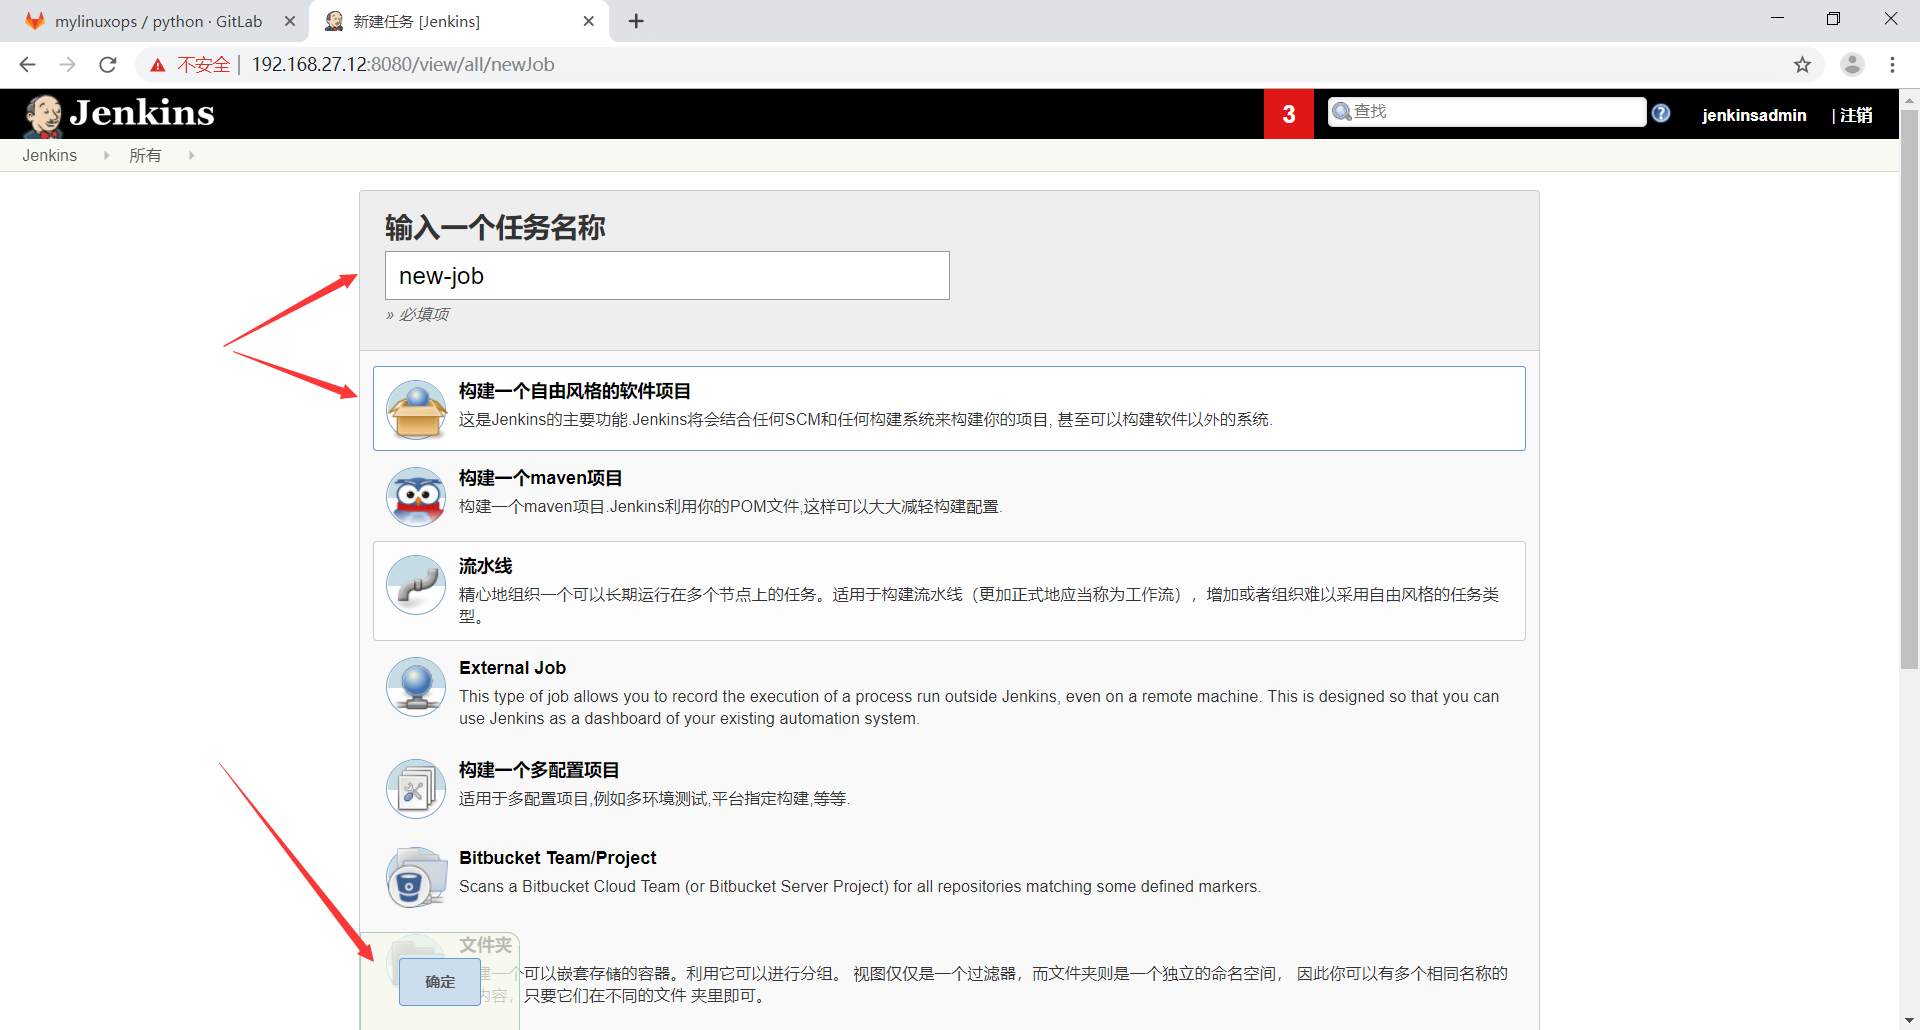 mylinuxops / python · GitLab
新建任务 [Jenkins]
不安全 | 192.168.27.12:8080/view/all/newJob
Jenkins
3
查找
jenkinsadmin
| 注销
Jenkins
所有
输入一个任务名称
new-job
» 必填项
构建一个自由风格的软件项目
这是Jenkins的主要功能.Jenkins将会结合任何SCM和任何构建系统来构建你的项目, 甚至可以构建软件以外的系统.
构建一个maven项目
构建一个maven项目.Jenkins利用你的POM文件,这样可以大大减轻构建配置.
流水线
精心地组织一个可以长期运行在多个节点上的任务。适用于构建流水线（更加正式地应当称为工作流），增加或者组织难以采用自由风格的任务类
型。
External Job
This type of job allows you to record the execution of a process run outside Jenkins, even on a remote machine. This is designed so that you can
use Jenkins as a dashboard of your existing automation system.
构建一个多配置项目
适用于多配置项目,例如多环境测试,平台指定构建,等等.
Bitbucket Team/Project
Scans a Bitbucket Cloud Team (or Bitbucket Server Project) for all repositories matching some defined markers.
文件夹
建一个可以嵌套存储的容器。利用它可以进行分组。 视图仅仅是一个过滤器，而文件夹则是一个独立的命名空间， 因此你可以有多个相同名称的
确定
内容，只要它们在不同的文件 夹里即可。